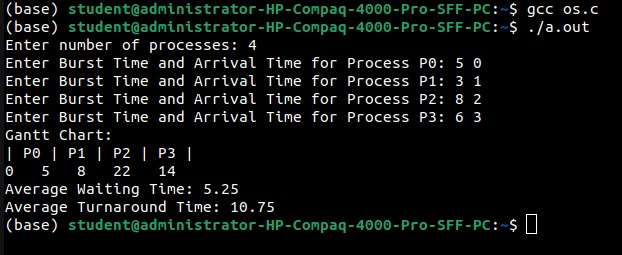 (base) student@administrator-HP-Compaq-4000-Pro-SFF-PC:~$ gcc os.c
(base) student@administrator-HP-Compaq-4000-Pro-SFF-PC:~$ ./a.out
Enter number of processes: 4
Enter Burst Time and Arrival Time for Process P0: 5 0
Enter Burst Time and Arrival Time for Process P1: 3 1
Enter Burst Time and Arrival Time for Process P2: 8 2
Enter Burst Time and Arrival Time for Process P3: 6 3
Gantt Chart:
| P0 | P1 | P2 | P3 |
0   5   8   22   14
Average Waiting Time: 5.25
Average Turnaround Time: 10.75
(base) student@administrator-HP-Compaq-4000-Pro-SFF-PC:~$